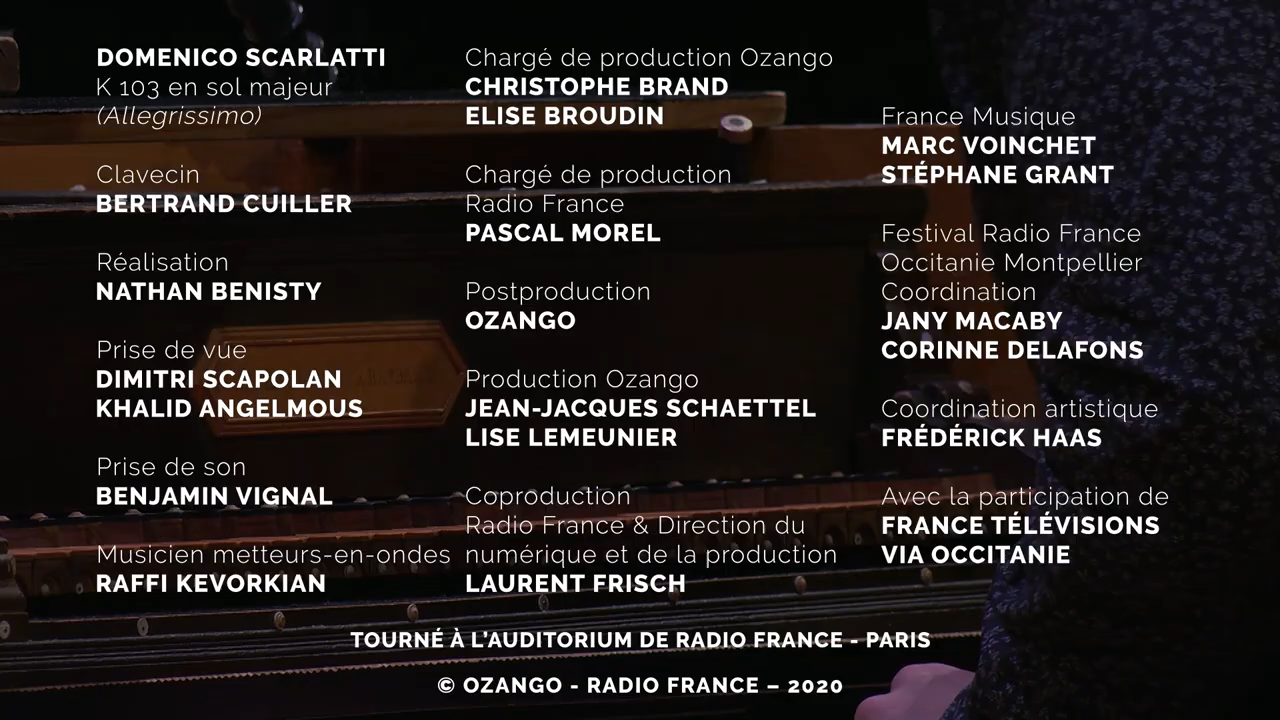 DOMENICO SCARLATTI
K 103 en sol majeur
(Allegrissimo)
Clavecin
BERTRAND CUILLER
Réalisation
NATHAN BENISTY
Prise de vue
DIMITRI SCAPOLAN
KHALID ANGELMOUS
Prise de son
BENJAMIN VIGNAL
Musicien metteurs-en-ondes
RAFFI KEVORKIAN
Chargé de production Ozango
CHRISTOPHE BRAND
ELISE BROUDIN
Chargé de production
Radio France
PASCAL MOREL
Postproduction
OZANGO
Production Ozango
JEAN-JACQUES SCHAETTEL
LISE LEMEUNIER
Coproduction
Radio France & Direction du
numérique et de la production
LAURENT FRISCH
France Musique
MARC VOINCHET
STÉPHANE GRANT
Festival Radio France
Occitanie Montpellier
Coordination
JANY MACABY
CORINNE DELAFONS
Coordination artistique
FRÉDÉRICK HAAS
Avec la participation de
FRANCE TÉLÉVISIONS
VIA OCCITANIE
TOURNÉ À L'AUDITORIUM DE RADIO FRANCE - PARIS
© OZANGO - RADIO FRANCE – 2020